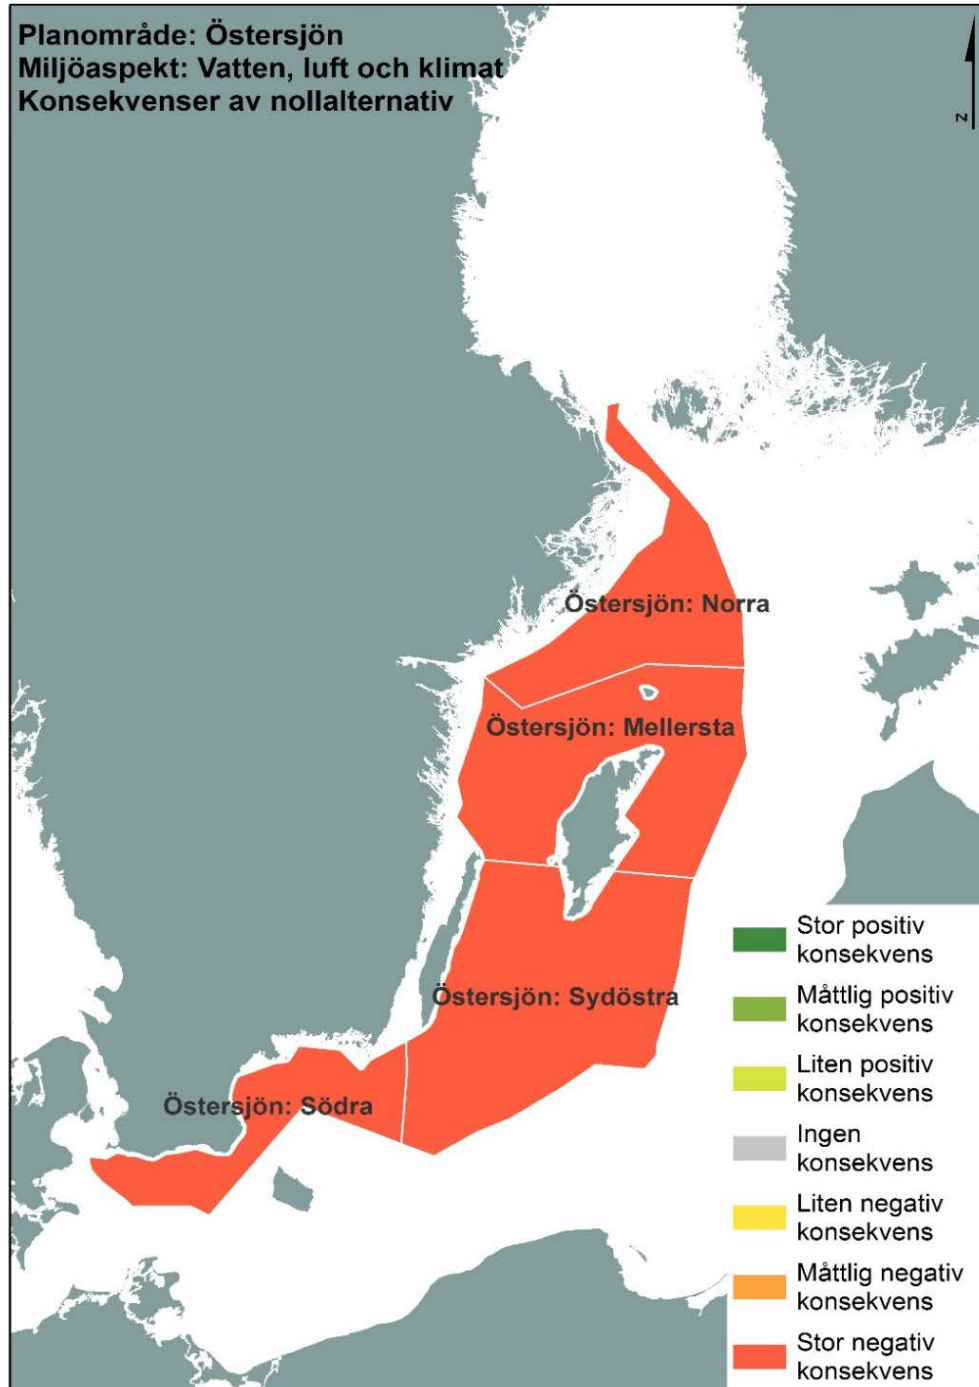 Planområde: Östersjön
Miljöaspekt: Vatten, luft och klimat
Konsekvenser av nollalternativ
N
Östersjön: Norra
Östersjön: Mellersta
Östersjön: Sydöstra
Östersjön: Södra
Stor positiv
konsekvens
Måttlig positiv
konsekvens
Liten positiv
konsekvens
Ingen
konsekvens
Liten negativ
konsekvens
Måttlig negativ
konsekvens
Stor negativ
konsekvens